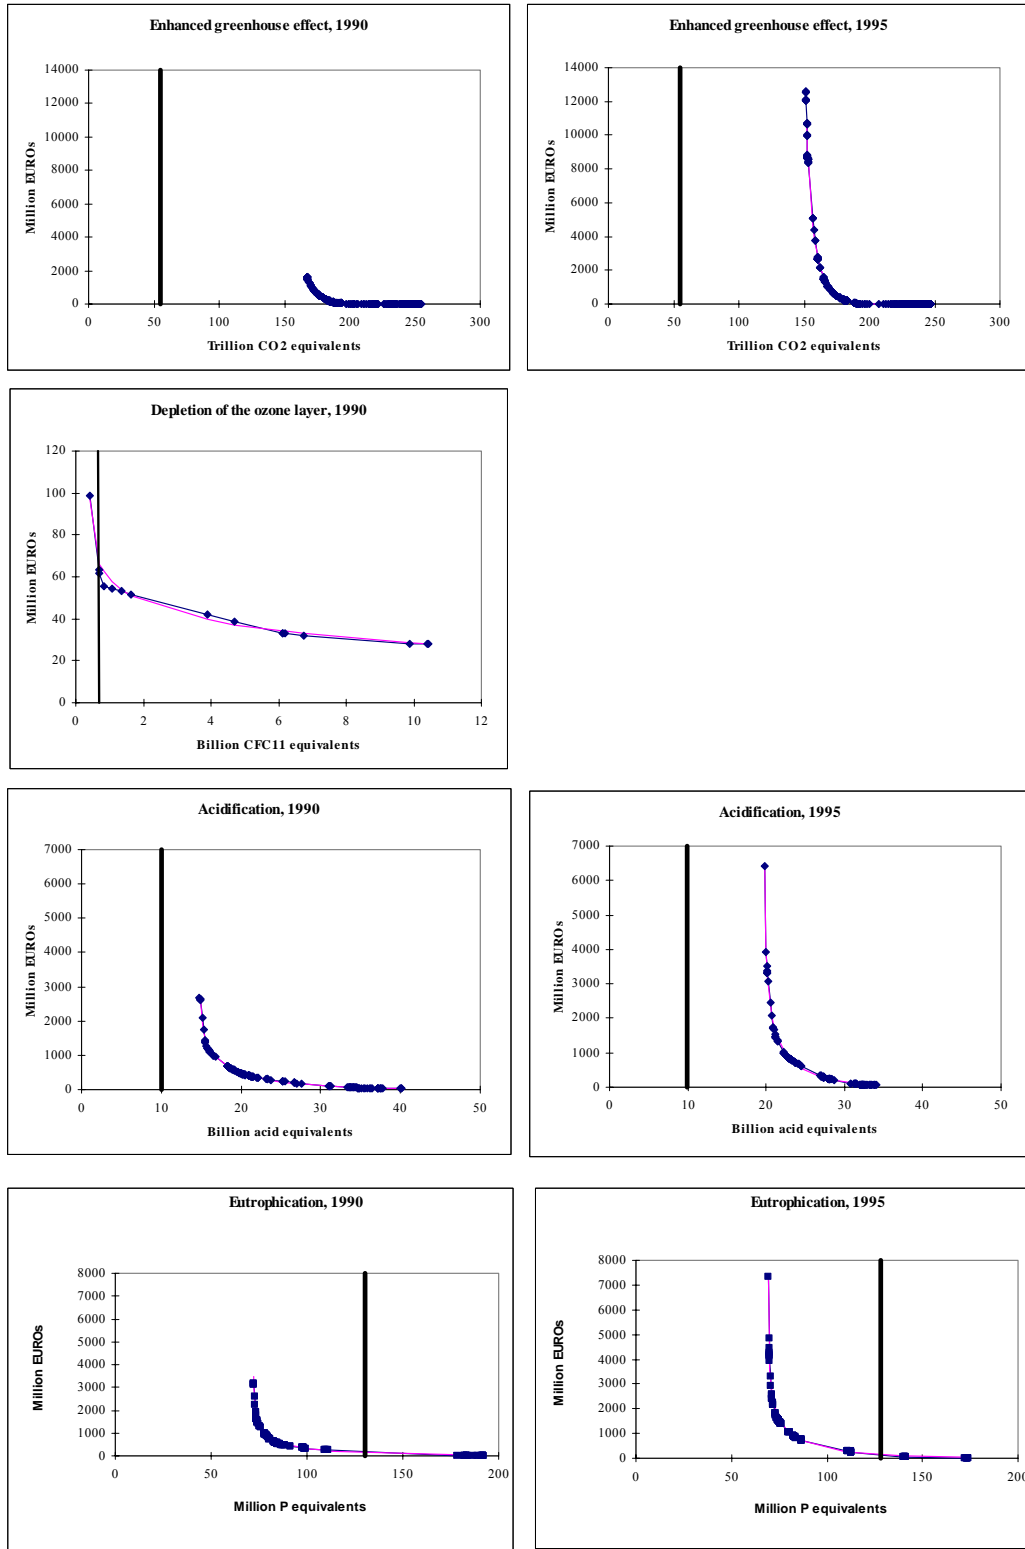 Enhanced greenhouse effect, 1990
Million EUROs
14000
12000
10000
8000
6000
4000
2000
0
0 50 100 150 200 250 300
Trillion CO2 equivalents
Enhanced greenhouse effect, 1995
Million EUROs
14000
12000
10000
8000
6000
4000
2000
0
0 50 100 150 200 250 300
Trillion CO2 equivalents
Depletion of the ozone layer, 1990
Million EUROs
120
100
80
60
40
20
0
0 2 4 6 8 10 12
Billion CFC11 equivalents
Acidification, 1990
Million EUROs
7000
6000
5000
4000
3000
2000
1000
0
0 10 20 30 40 50
Billion acid equivalents
Acidification, 1995
Million EUROs
7000
6000
5000
4000
3000
2000
1000
0
0 10 20 30 40 50
Billion acid equivalents
Eutrophication, 1990
Million EUROs
8000
7000
6000
5000
4000
3000
2000
1000
0
0 50 100 150 200
Million P equivalents
Eutrophication, 1995
Million EUROs
8000
7000
6000
5000
4000
3000
2000
1000
0
0 50 100 150 200
Million P equivalents